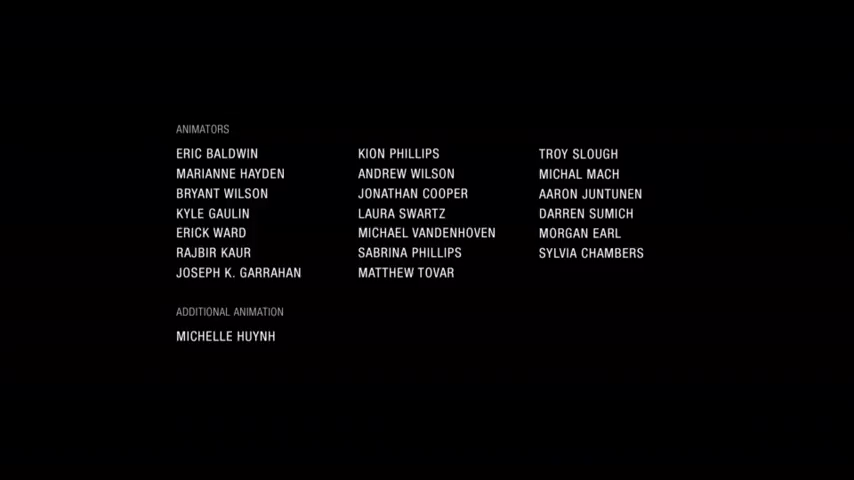 ANIMATORS
ERIC BALDWIN KION PHILLIPS TROY SLOUGH
MARIANNE HAYDEN ANDREW WILSON MICHAL MACH
BRYANT WILSON JONATHAN COOPER AARON JUNTUNEN
KYLE GAULIN LAURA SWARTZ DARREN SUMICH
ERICK WARD MICHAEL VANDENHOVEN MORGAN EARL
RAJBIR KAUR SABRINA PHILLIPS SYLVIA CHAMBERS
JOSEPH K. GARRAHAN MATTHEW TOVAR
ADDITIONAL ANIMATION
MICHELLE HUYNH